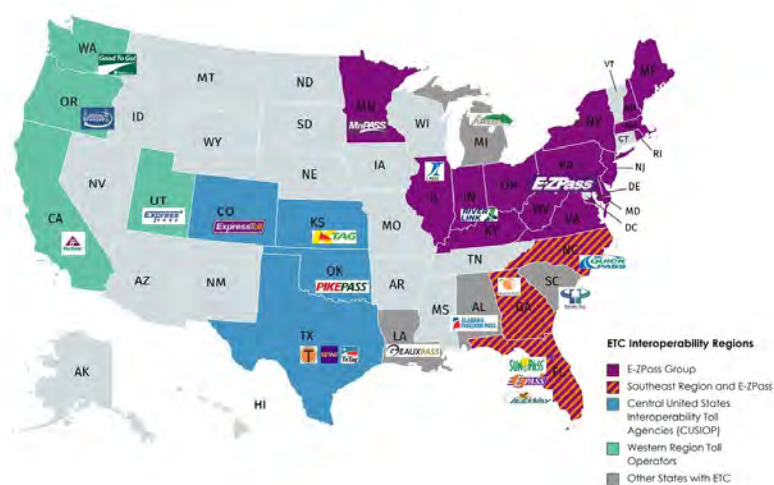 WA
Good To Go!
OR
ID
MT
ND
MN
MnPASS
SD
WI
MI
VT
ME
NH
NY
CT
RI
WY
NV
UT
Express
CA
CO
ExpressToll
NE
IA
KS
TAG
MO
IL
IN
RIVER
LINK
OH
PA
E-ZPass
NJ
DE
MD
DC
WV
VA
KY
AZ
NM
OK
PIKEPASS
AR
TN
NC
QUICK
PASS
SC
MS
AL
ALABAMA
FREEDOM PASS
GA
TX
LA
GEAUXPASS
AK
HI
SUNPASS
FL
ETC Interoperability Regions
E-ZPass Group
Southeast Region and E-ZPass
Central United States
Interoperability Toll
Agencies (CUSIOP)
Western Region Toll
Operators
Other States with ETC